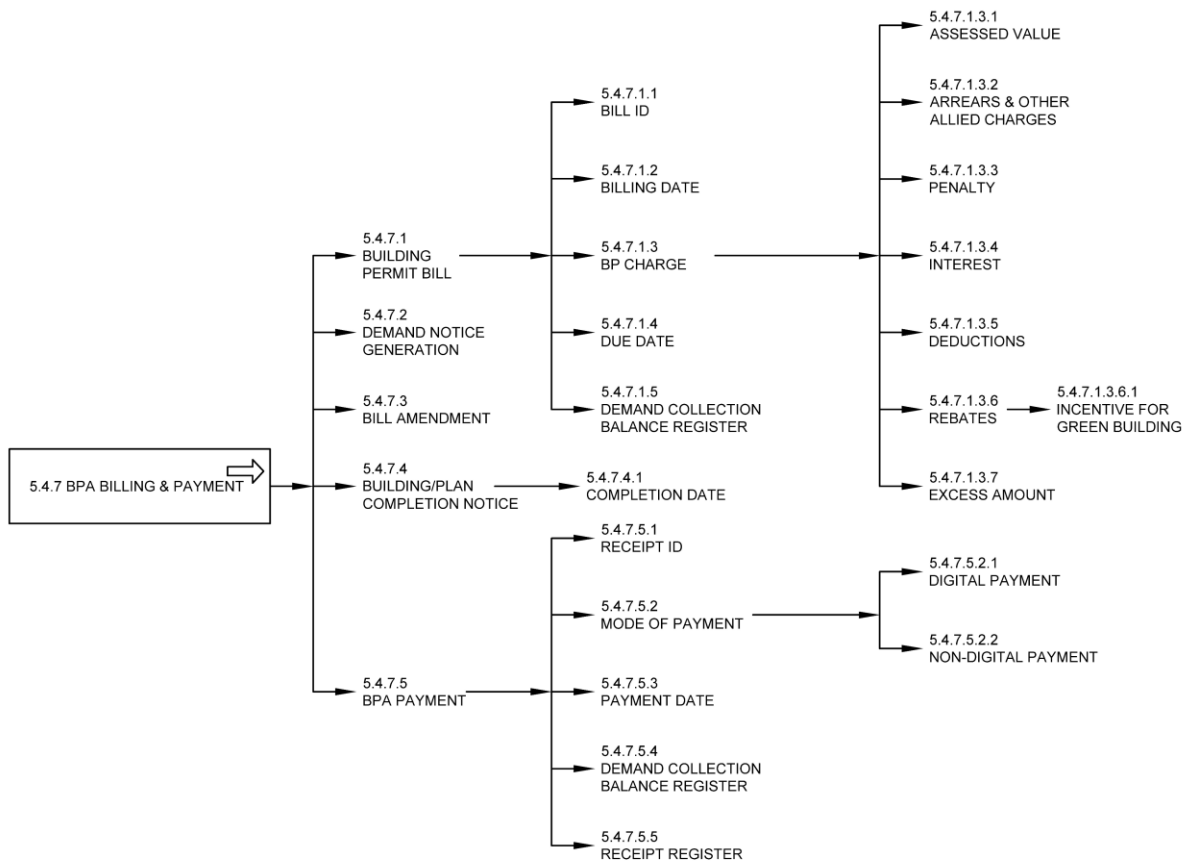 5.4.7 BPA BILLING & PAYMENT
5.4.7.1
BUILDING
PERMIT BILL
5.4.7.2
DEMAND NOTICE
GENERATION
5.4.7.3
BILL AMENDMENT
5.4.7.4
BUILDING/PLAN
COMPLETION NOTICE
5.4.7.5
BPA PAYMENT
5.4.7.1.1
BILL ID
5.4.7.1.2
BILLING DATE
5.4.7.1.3
BP CHARGE
5.4.7.1.4
DUE DATE
5.4.7.1.5
DEMAND COLLECTION
BALANCE REGISTER
5.4.7.4.1
COMPLETION DATE
5.4.7.5.1
RECEIPT ID
5.4.7.5.2
MODE OF PAYMENT
5.4.7.5.3
PAYMENT DATE
5.4.7.5.4
DEMAND COLLECTION
BALANCE REGISTER
5.4.7.5.5
RECEIPT REGISTER
5.4.7.1.3.1
ASSESSED VALUE
5.4.7.1.3.2
ARREARS & OTHER
ALLIED CHARGES
5.4.7.1.3.3
PENALTY
5.4.7.1.3.4
INTEREST
5.4.7.1.3.5
DEDUCTIONS
5.4.7.1.3.6
REBATES
5.4.7.1.3.6.1
INCENTIVE FOR
GREEN BUILDING
5.4.7.1.3.7
EXCESS AMOUNT
5.4.7.5.2.1
DIGITAL PAYMENT
5.4.7.5.2.2
NON-DIGITAL PAYMENT